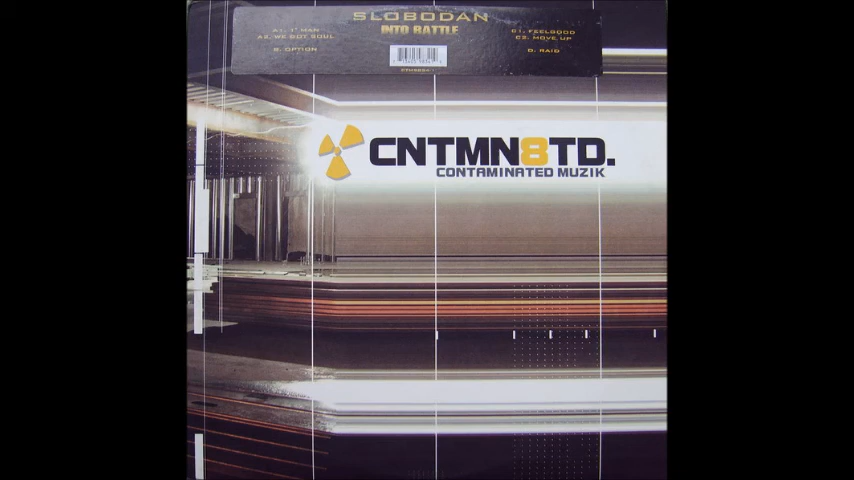 SLOBODAN
INTO BATTLE
A1. 1ST MAN
A2. WE GOT SOUL
B. OPTION
C1. FEELGOOD
C2. MOVE UP
D. RAID
CNTMN8TD.
CONTAMINATED MUZIK